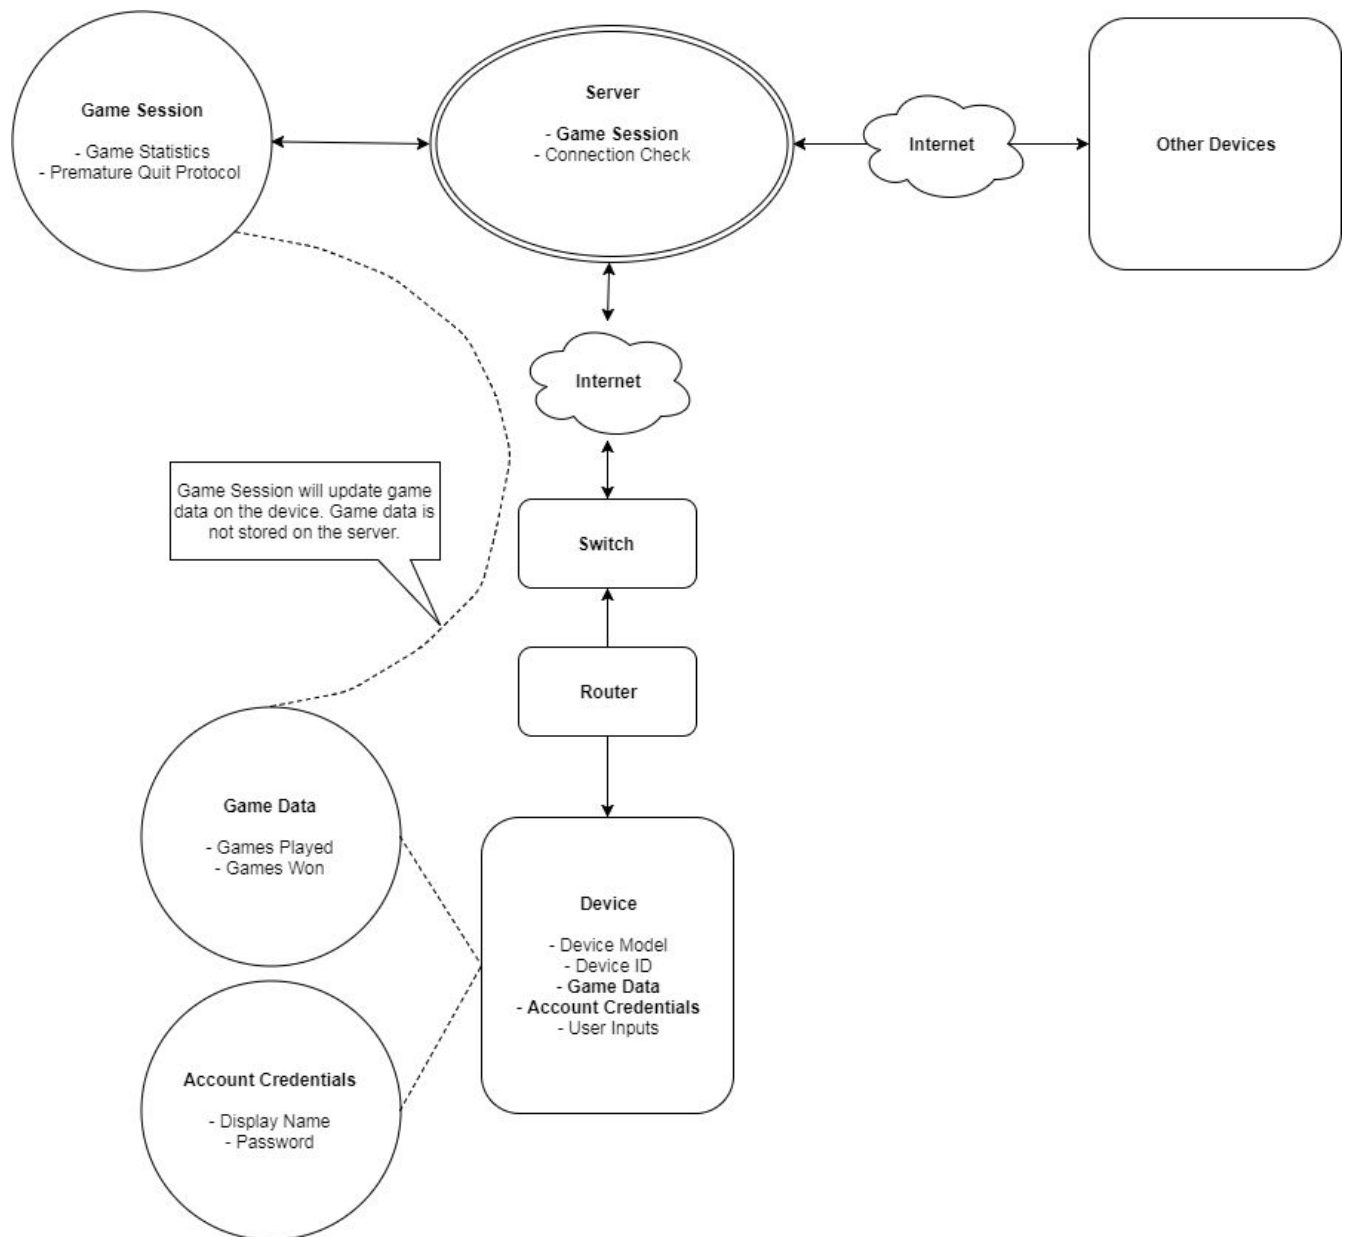 Game Session
- Game Statistics
- Premature Quit Protocol
Server
- Game Session
- Connection Check
Internet
Other Devices
Internet
Game Session will update game
data on the device. Game data is
not stored on the server.
Switch
Router
Game Data
- Games Played
- Games Won
Device
- Device Model
- Device ID
- Game Data
- Account Credentials
- User Inputs
Account Credentials
- Display Name
- Password